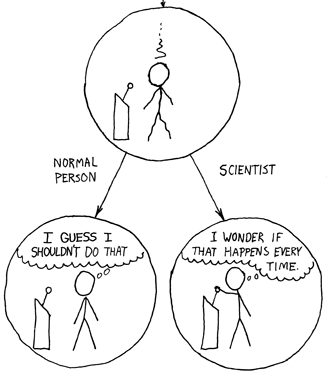 NORMAL
PERSON
SCIENTIST
I GUESS I
SHOULDN'T DO THAT
I WONDER IF
THAT HAPPENS EVERY
TIME.